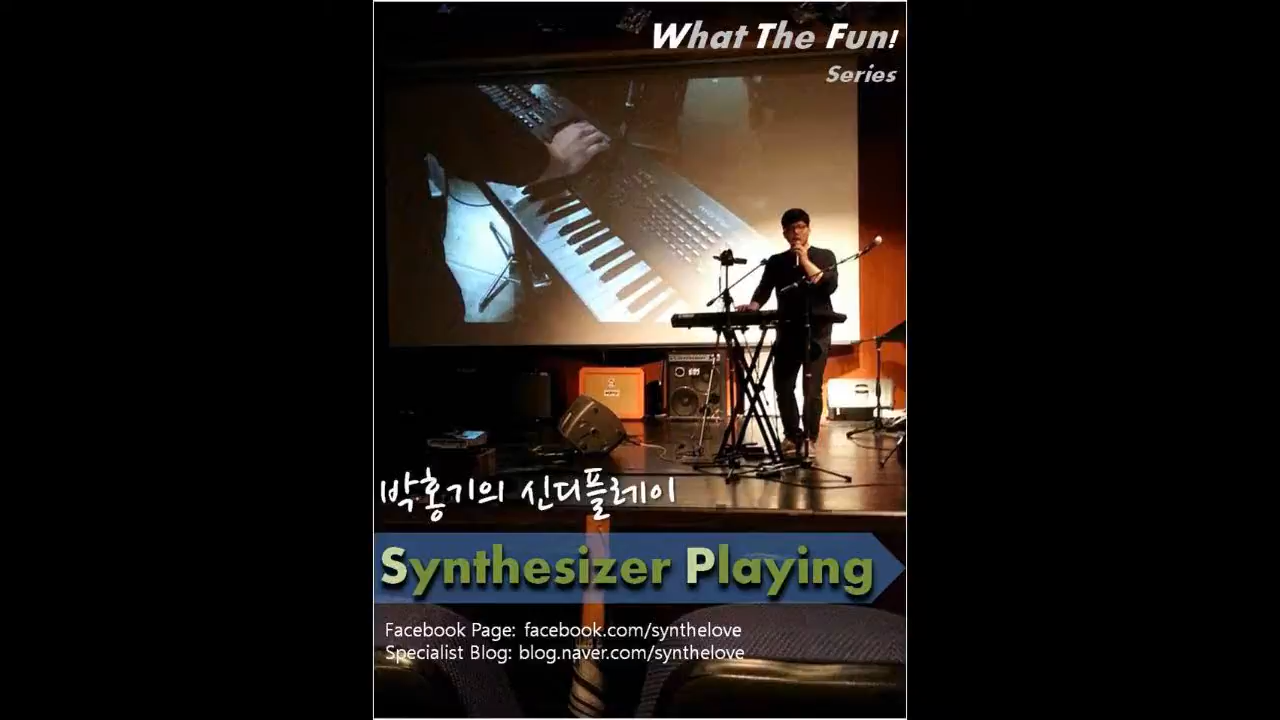 What The Fun!
Series
박홍기의 신디플레이
Synthesizer Playing
Facebook Page: facebook.com/synthelove
Specialist Blog: blog.naver.com/synthelove